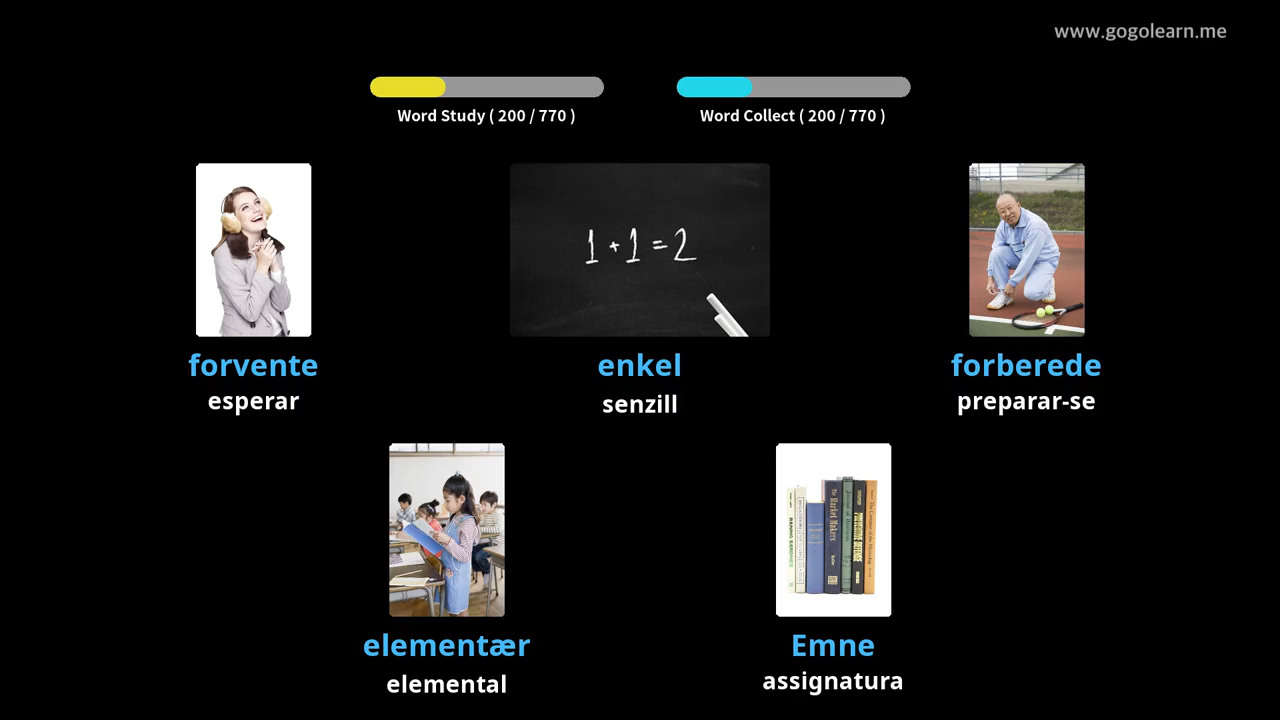 www.gogolearn.me
Word Study ( 200 / 770 )
Word Collect ( 200 / 770 )
1+1=2
forvente
esperar
enkel
senzill
forberede
preparar-se
elementær
elemental
Emne
assignatura